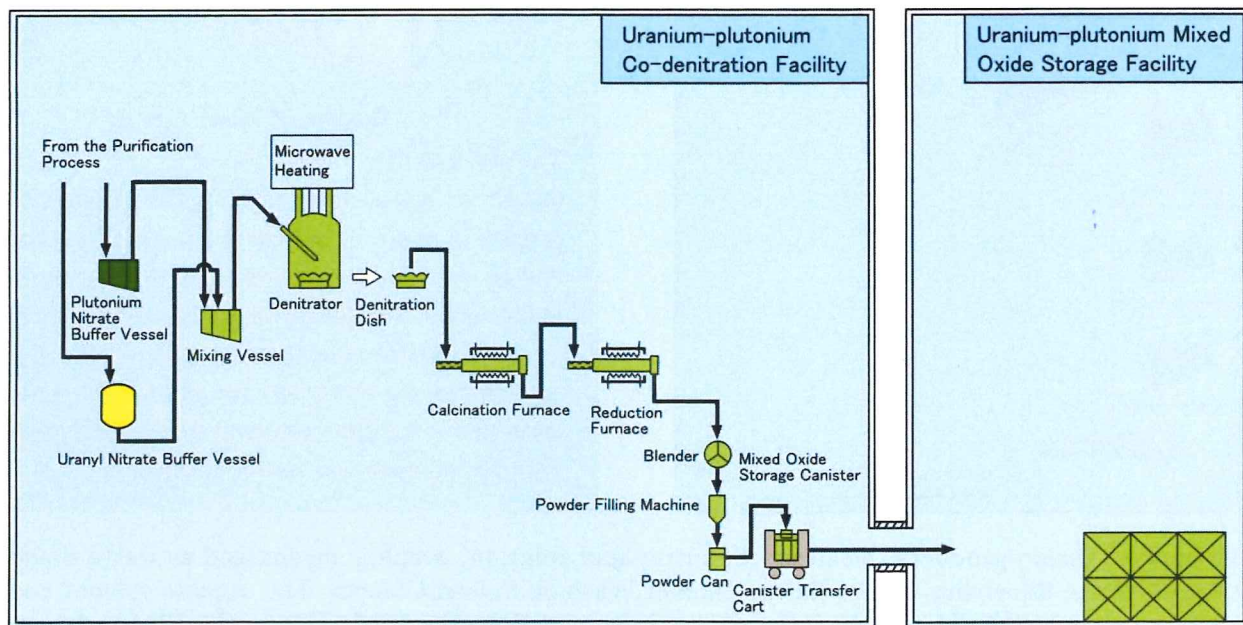 Uranium-plutonium
Co-denitration Facility
Uranium-plutonium Mixed
Oxide Storage Facility
From the Purification
Process
Microwave
Heating
Plutonium
Nitrate
Buffer Vessel
Mixing Vessel
Denitrator
Denitration
Dish
Uranyl Nitrate Buffer Vessel
Calcination Furnace
Reduction
Furnace
Blender
Mixed Oxide
Storage Canister
Powder Filling Machine
Powder Can
Canister Transfer
Cart